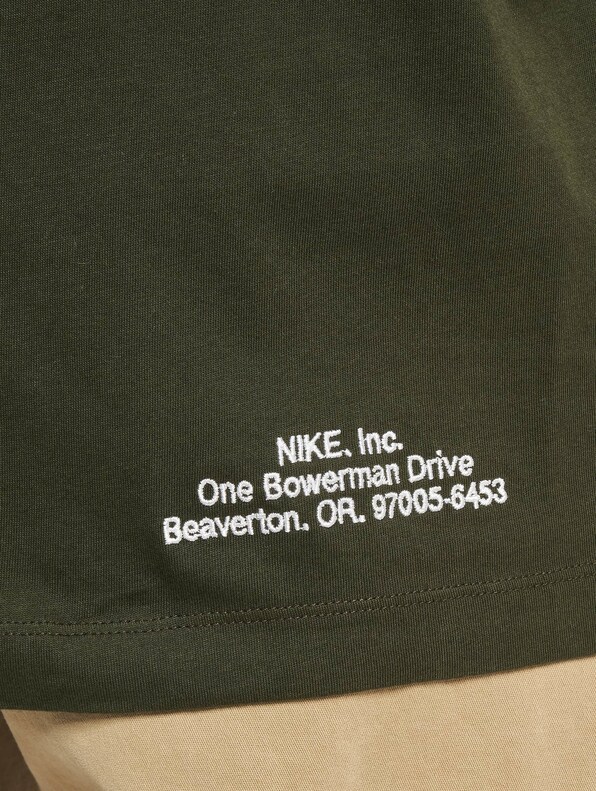 NIKE, Inc.
One Bowerman Drive
Beaverton, OR. 97005-6453